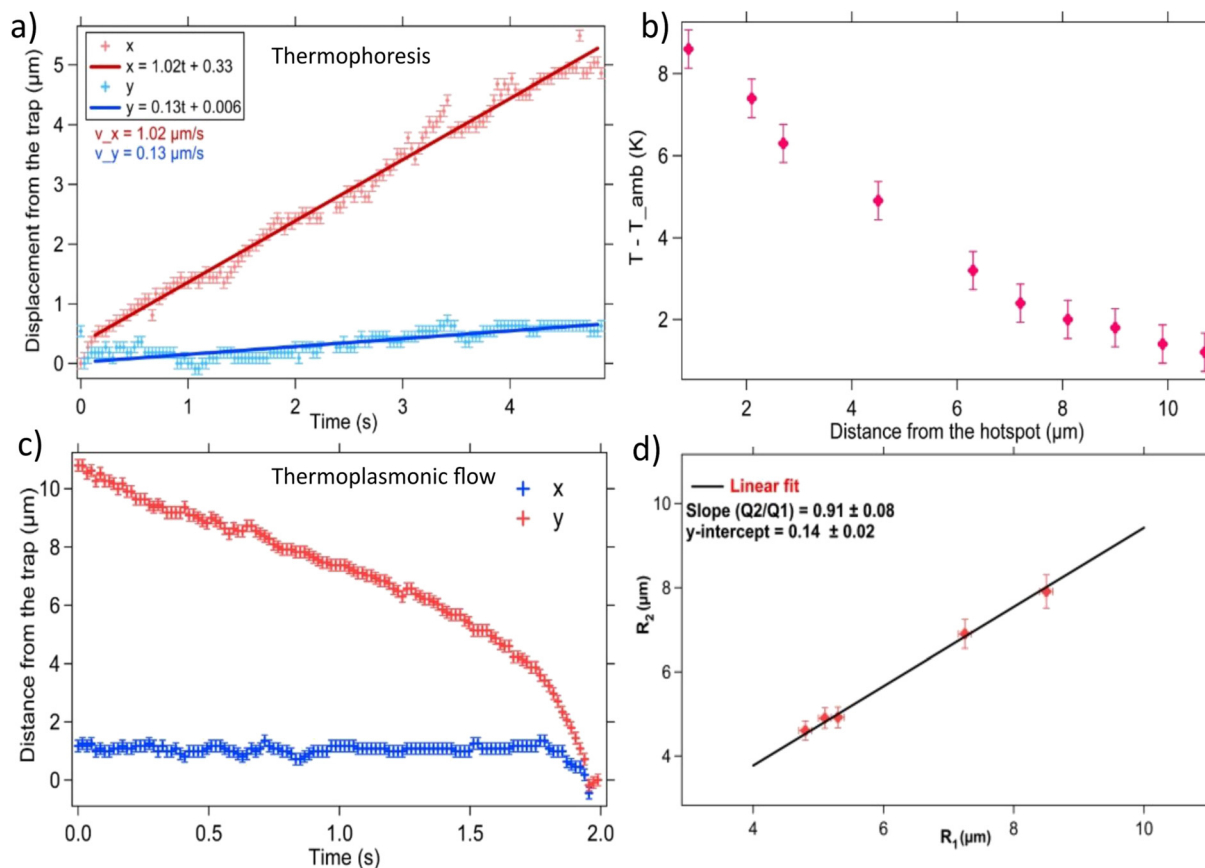 a)
Thermophoresis
x
x = 1.02t + 0.33
y
y = 0.13t + 0.006
v_x = 1.02 µm/s
v_y = 0.13 µm/s
Displacement from the trap (µm)
5
4
3
2
1
0
0
1
2
3
4
Time (s)
b)
T - T_amb (K)
8
6
4
2
2
4
6
8
10
Distance from the hotspot (µm)
c)
Thermoplasmonic flow
x
y
Distance from the trap (µm)
10
8
6
4
2
0
0.0
0.5
1.0
1.5
2.0
Time (s)
d)
Linear fit
Slope (Q2/Q1) = 0.91 ± 0.08
y-intercept = 0.14 ± 0.02
R2 (µm)
10
8
6
4
4
6
8
10
R1(µm)